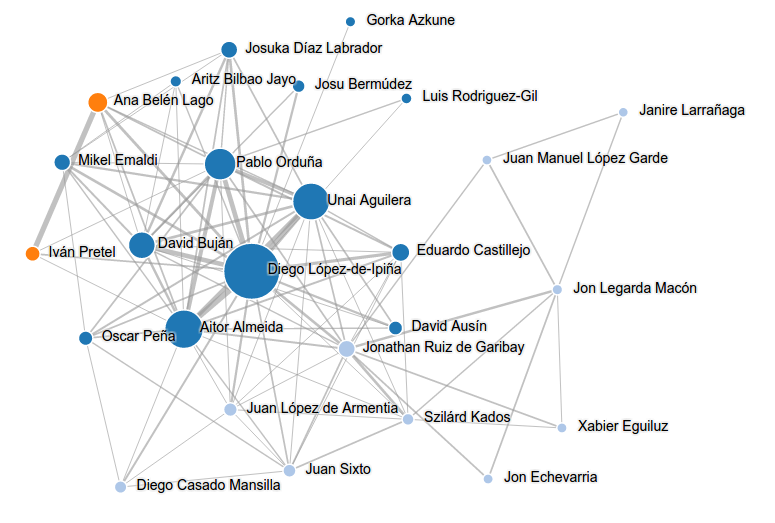 Gorka Azkune
Josuka Díaz Labrador
Aritz Bilbao Jayo
Josu Bermúdez
Ana Belén Lago
Luis Rodriguez-Gil
Janire Larrañaga
Mikel Emaldi
Pablo Orduña
Juan Manuel López Garde
Unai Aguilera
David Buján
Iván Pretel
Eduardo Castillejo
Diego López-de-Ipiña
Jon Legarda Macón
Oscar Peña
Aitor Almeida
David Ausín
Jonathan Ruiz de Garibay
Juan López de Armentia
Szilárd Kados
Xabier Eguiluz
Juan Sixto
Jon Echevarria
Diego Casado Mansilla